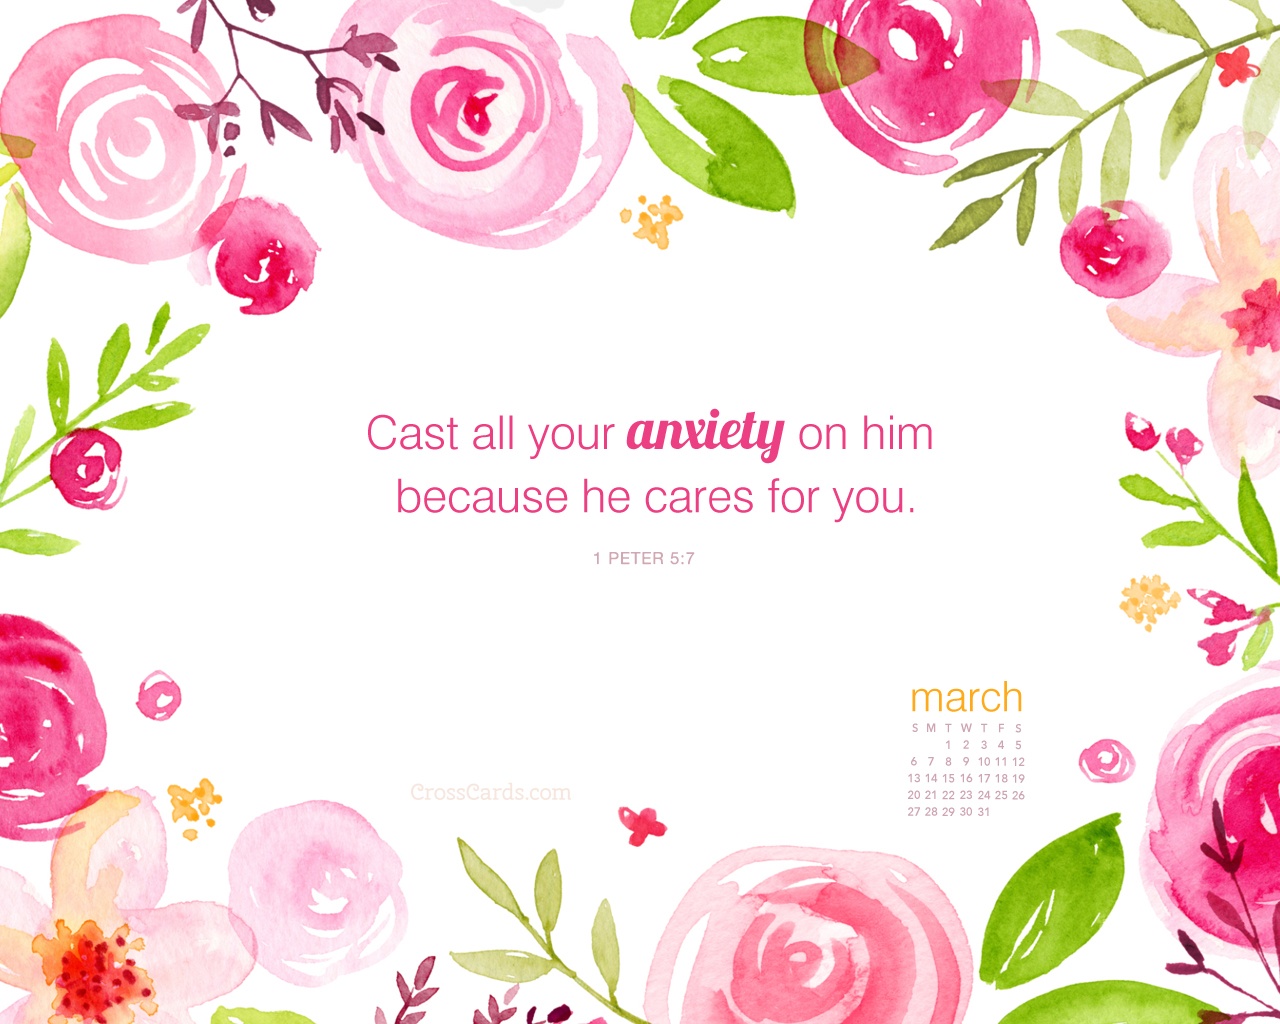 Cast all your anxiety on him
because he cares for you.
1 PETER 5:7
march
S M T W T F S
1 2 3 4 5
6 7 8 9 10 11 12
13 14 15 16 17 18 19
20 21 22 23 24 25 26
27 28 29 30 31
CrossCards.com